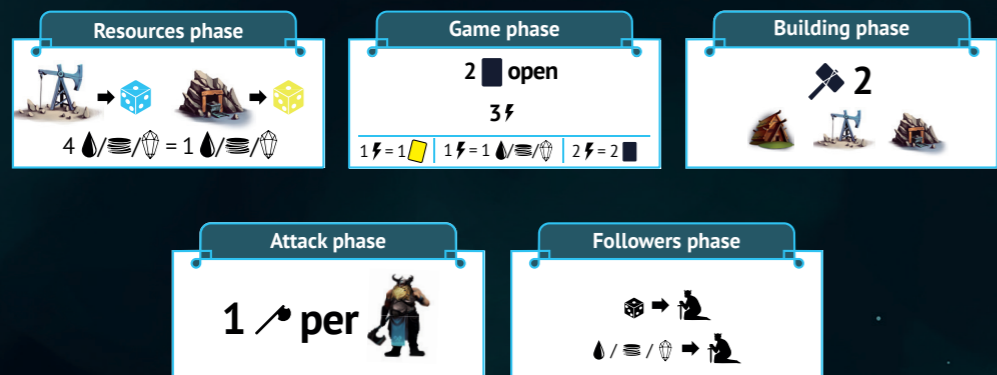 Resources phase
4 / / = 1 / /
Game phase
2 open
3
1 = 1
1 = 1 / /
2 = 2
Building phase
2
Attack phase
1 per
Followers phase
/ /